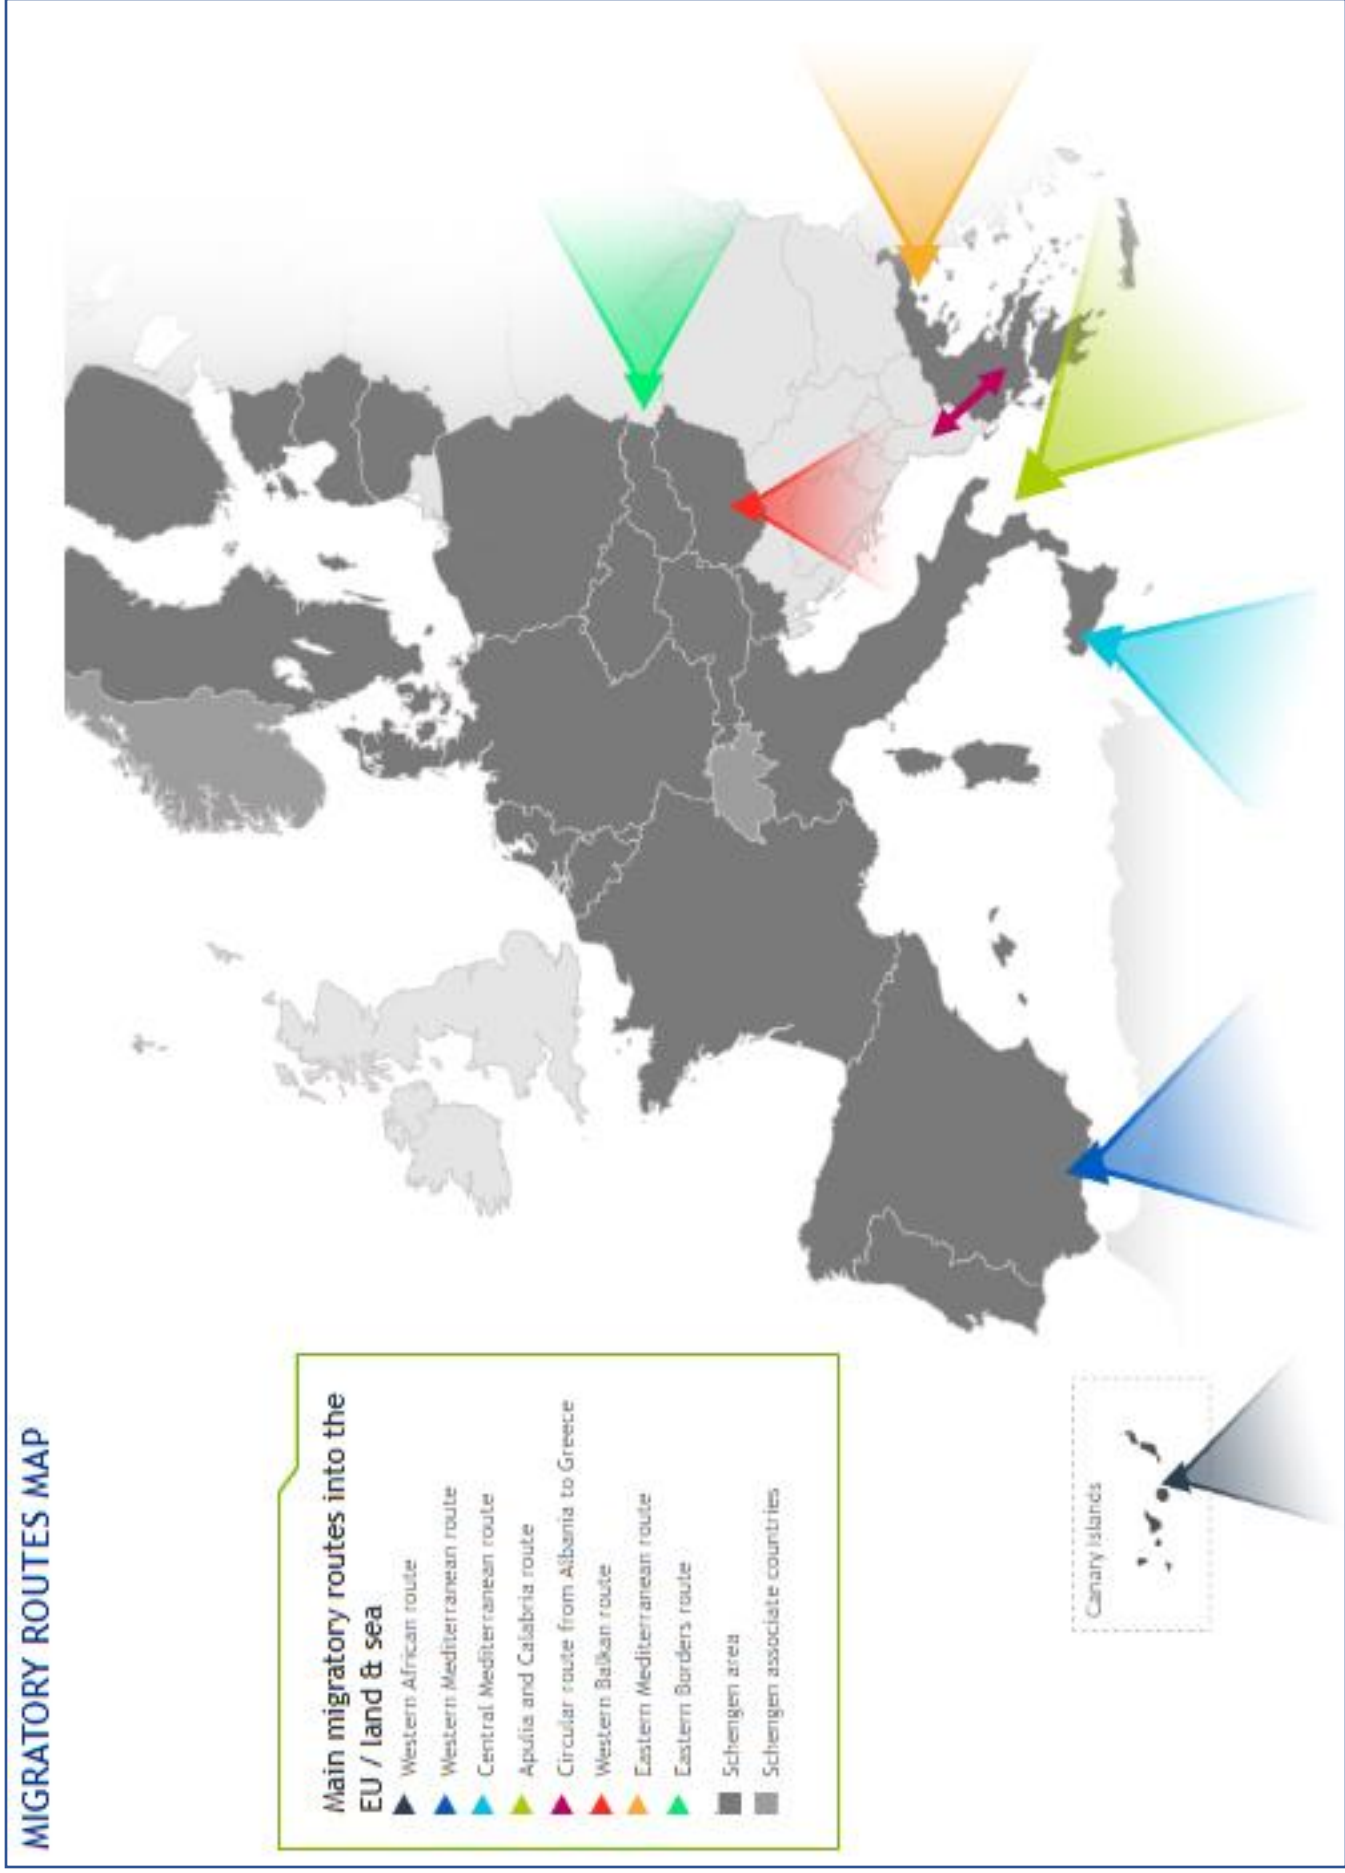 MIGRATORY ROUTES MAP
Main migratory routes into the
EU / land & sea
Western African route
Western Mediterranean route
Central Mediterranean route
Apulia and Calabria route
Circular route from Albania to Greece
Western Balkan route
Eastern Mediterranean route
Eastern Borders route
Schengen area
Schengen associate countries
Canary Islands